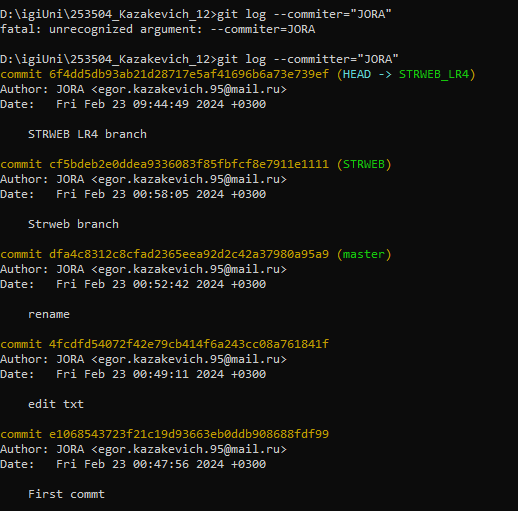 D:\igiUni\253504_Kazakevich_12>git log --commiter="JORA"
fatal: unrecognized argument: --commiter=JORA
D:\igiUni\253504_Kazakevich_12>git log --committer="JORA"
commit 6f4dd5db93ab21d28717e5af41696b6a73e739ef (HEAD -> STRWEB_LR4)
Author: JORA <egor.kazakevich.95@mail.ru>
Date:   Fri Feb 23 09:44:49 2024 +0300
STRWEB LR4 branch
commit cf5bdeb2e0ddea9336083f85fbfcf8e7911e1111 (STRWEB)
Author: JORA <egor.kazakevich.95@mail.ru>
Date:   Fri Feb 23 00:58:05 2024 +0300
Strweb branch
commit dfa4c8312c8cfad2365eea92d2c42a37980a95a9 (master)
Author: JORA <egor.kazakevich.95@mail.ru>
Date:   Fri Feb 23 00:52:42 2024 +0300
rename
commit 4fcdfd54072f42e79cb414f6a243cc08a761841f
Author: JORA <egor.kazakevich.95@mail.ru>
Date:   Fri Feb 23 00:49:11 2024 +0300
edit txt
commit e1068543723f21c19d93663eb0ddb908688fdf99
Author: JORA <egor.kazakevich.95@mail.ru>
Date:   Fri Feb 23 00:47:56 2024 +0300
First commt